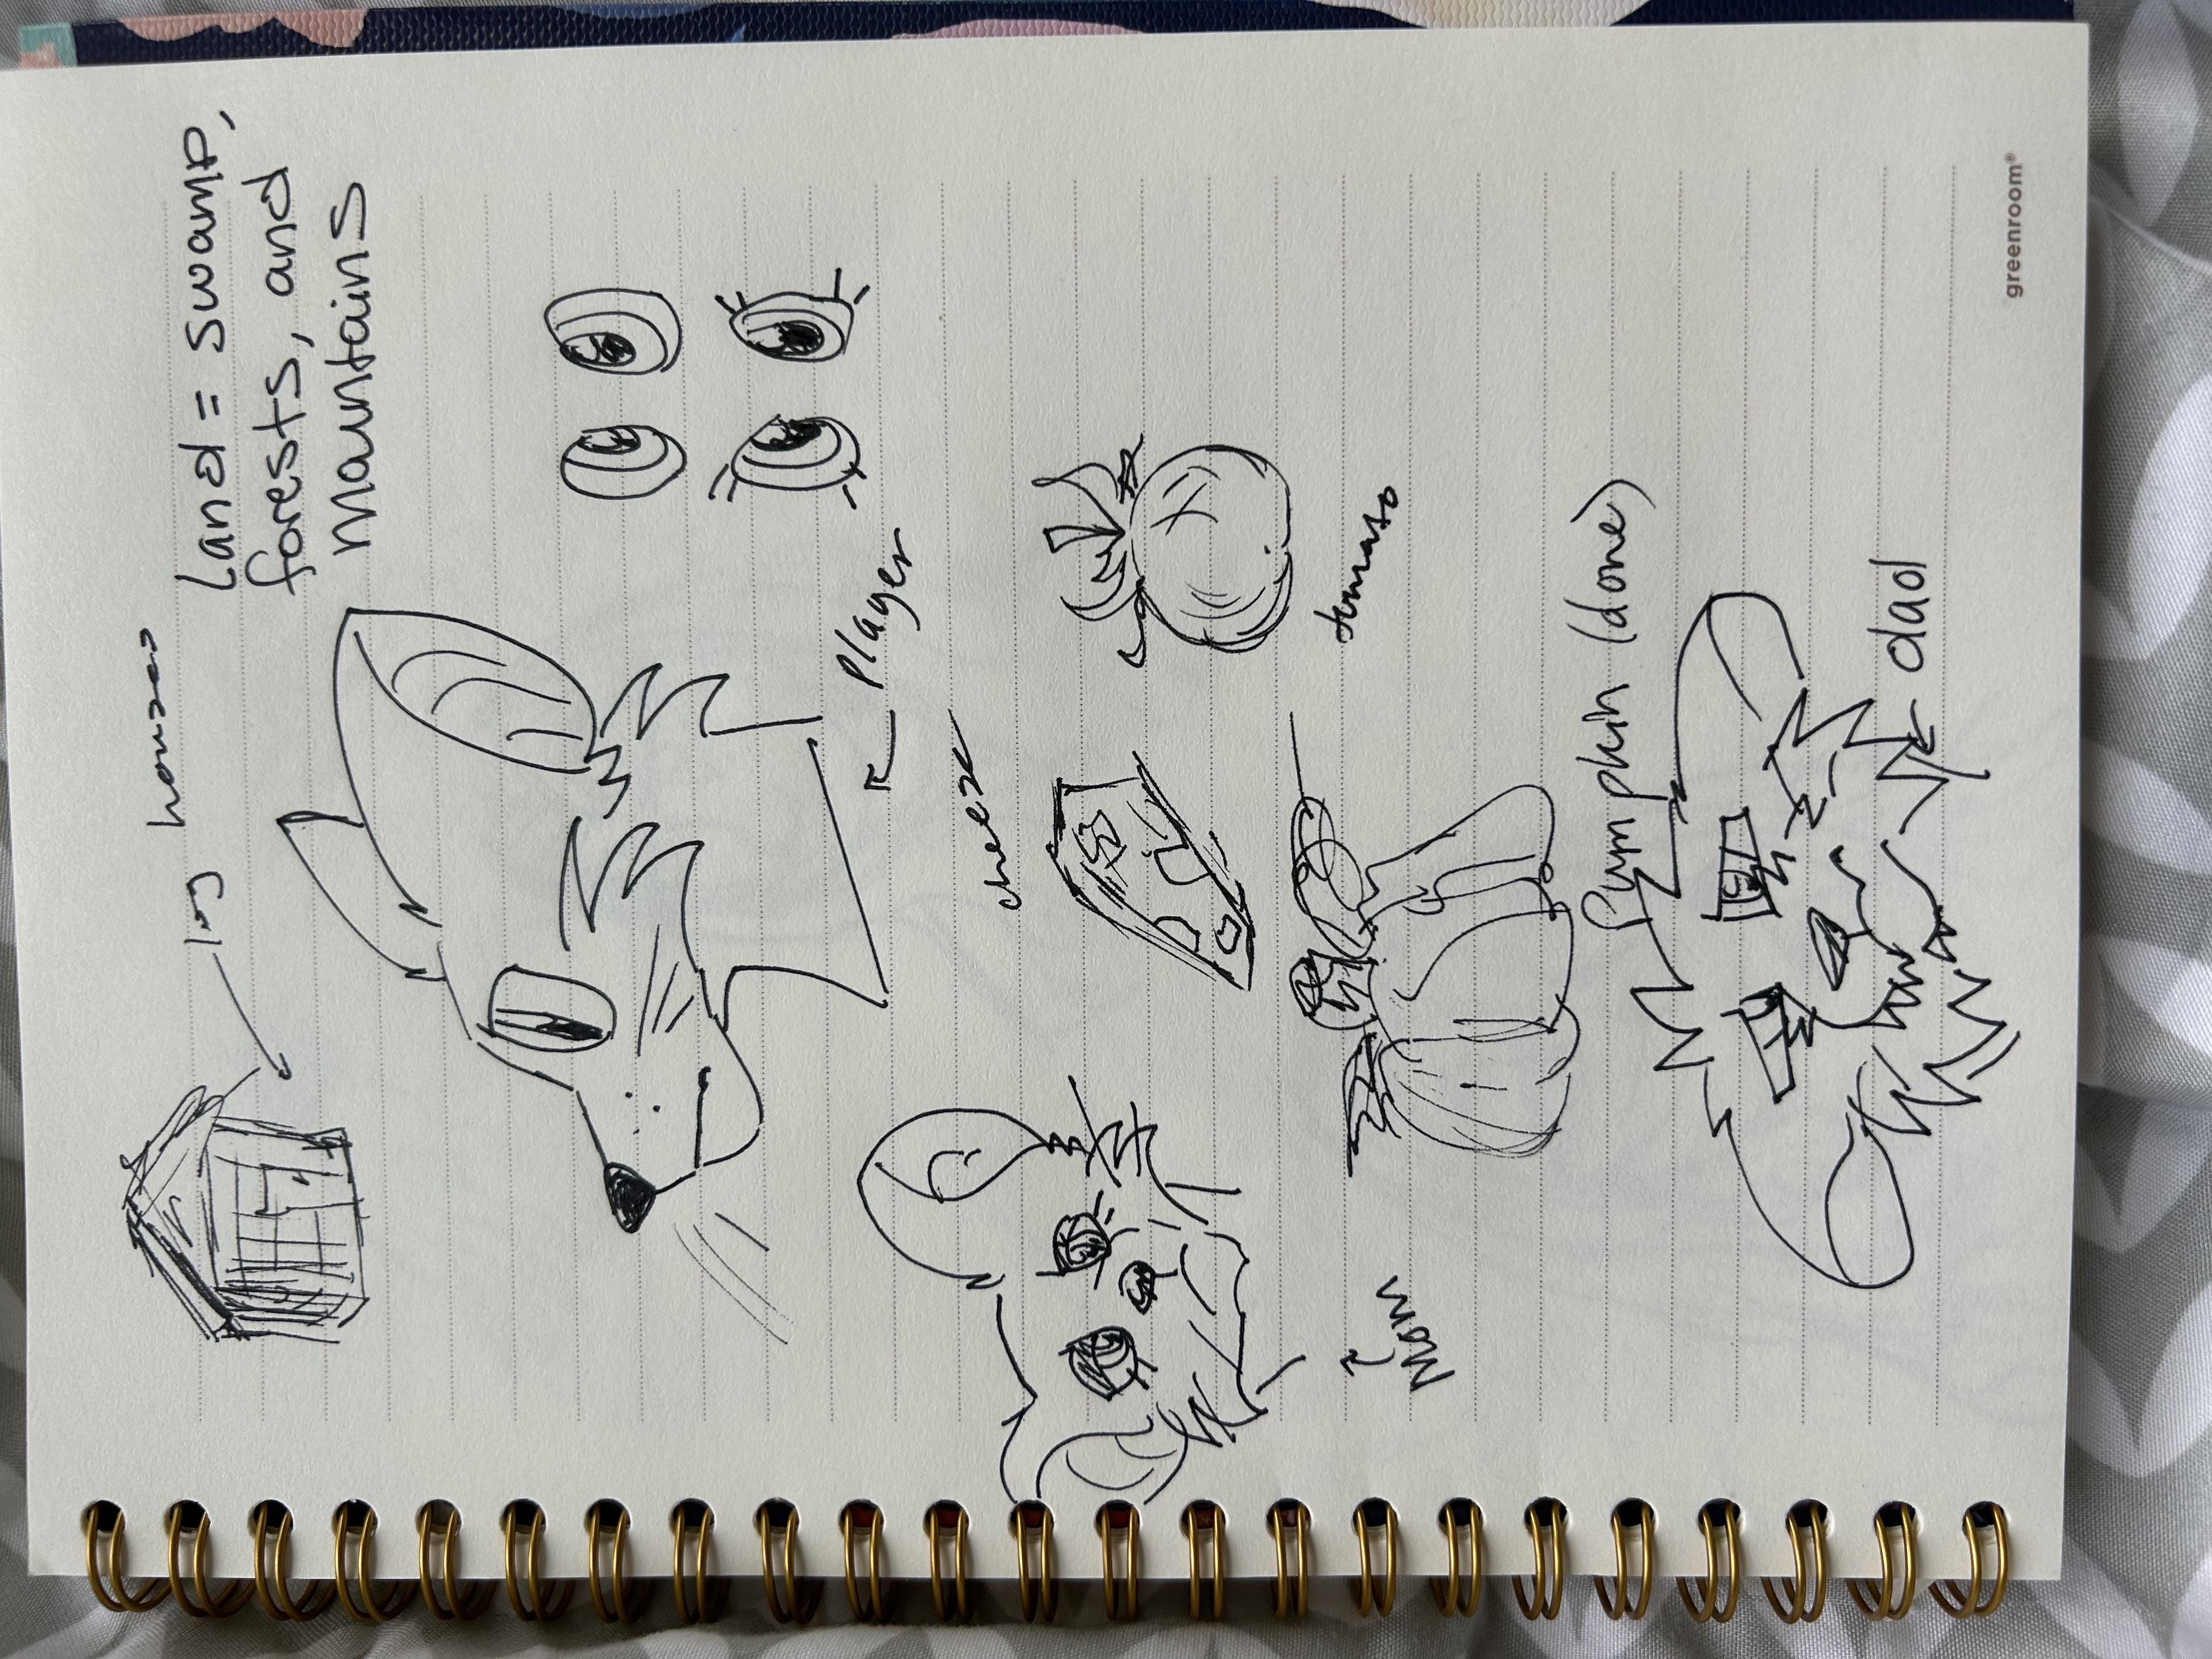 log houses
Land = swamp,
forests, and
mountains
Player
cheese
tomato
Mom
Pumpkin (done)
dad
greenroom®